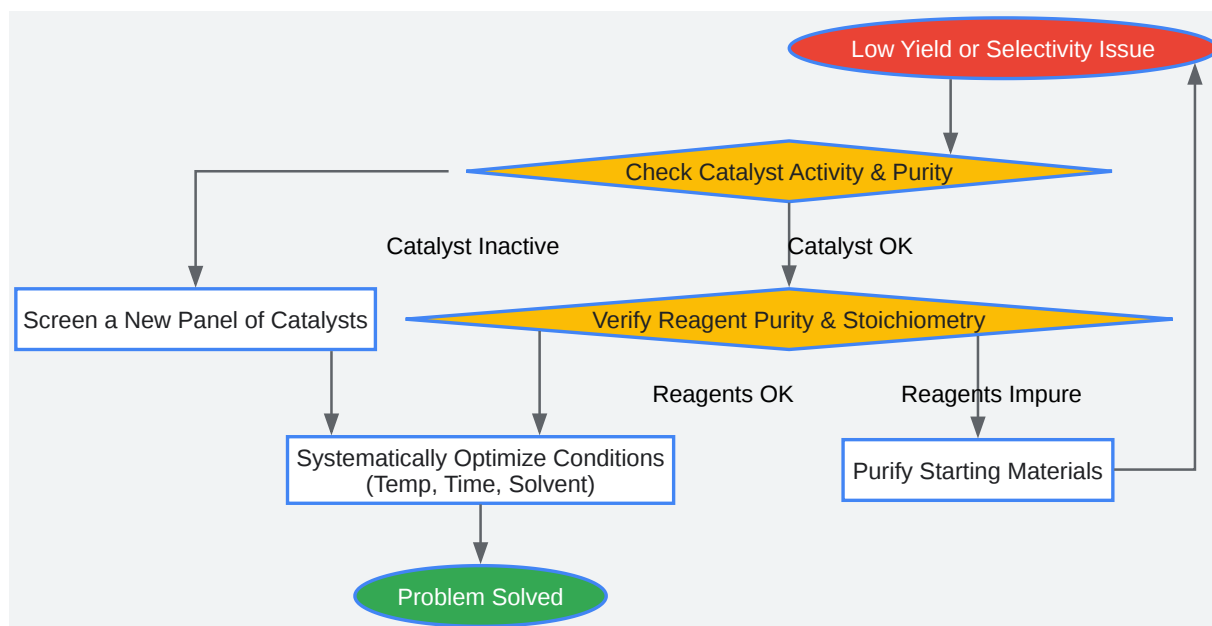 Low Yield or Selectivity Issue
Check Catalyst Activity & Purity
Catalyst Inactive
Catalyst OK
Screen a New Panel of Catalysts
Verify Reagent Purity & Stoichiometry
Reagents OK
Reagents Impure
Systematically Optimize Conditions
(Temp, Time, Solvent)
Purify Starting Materials
Problem Solved